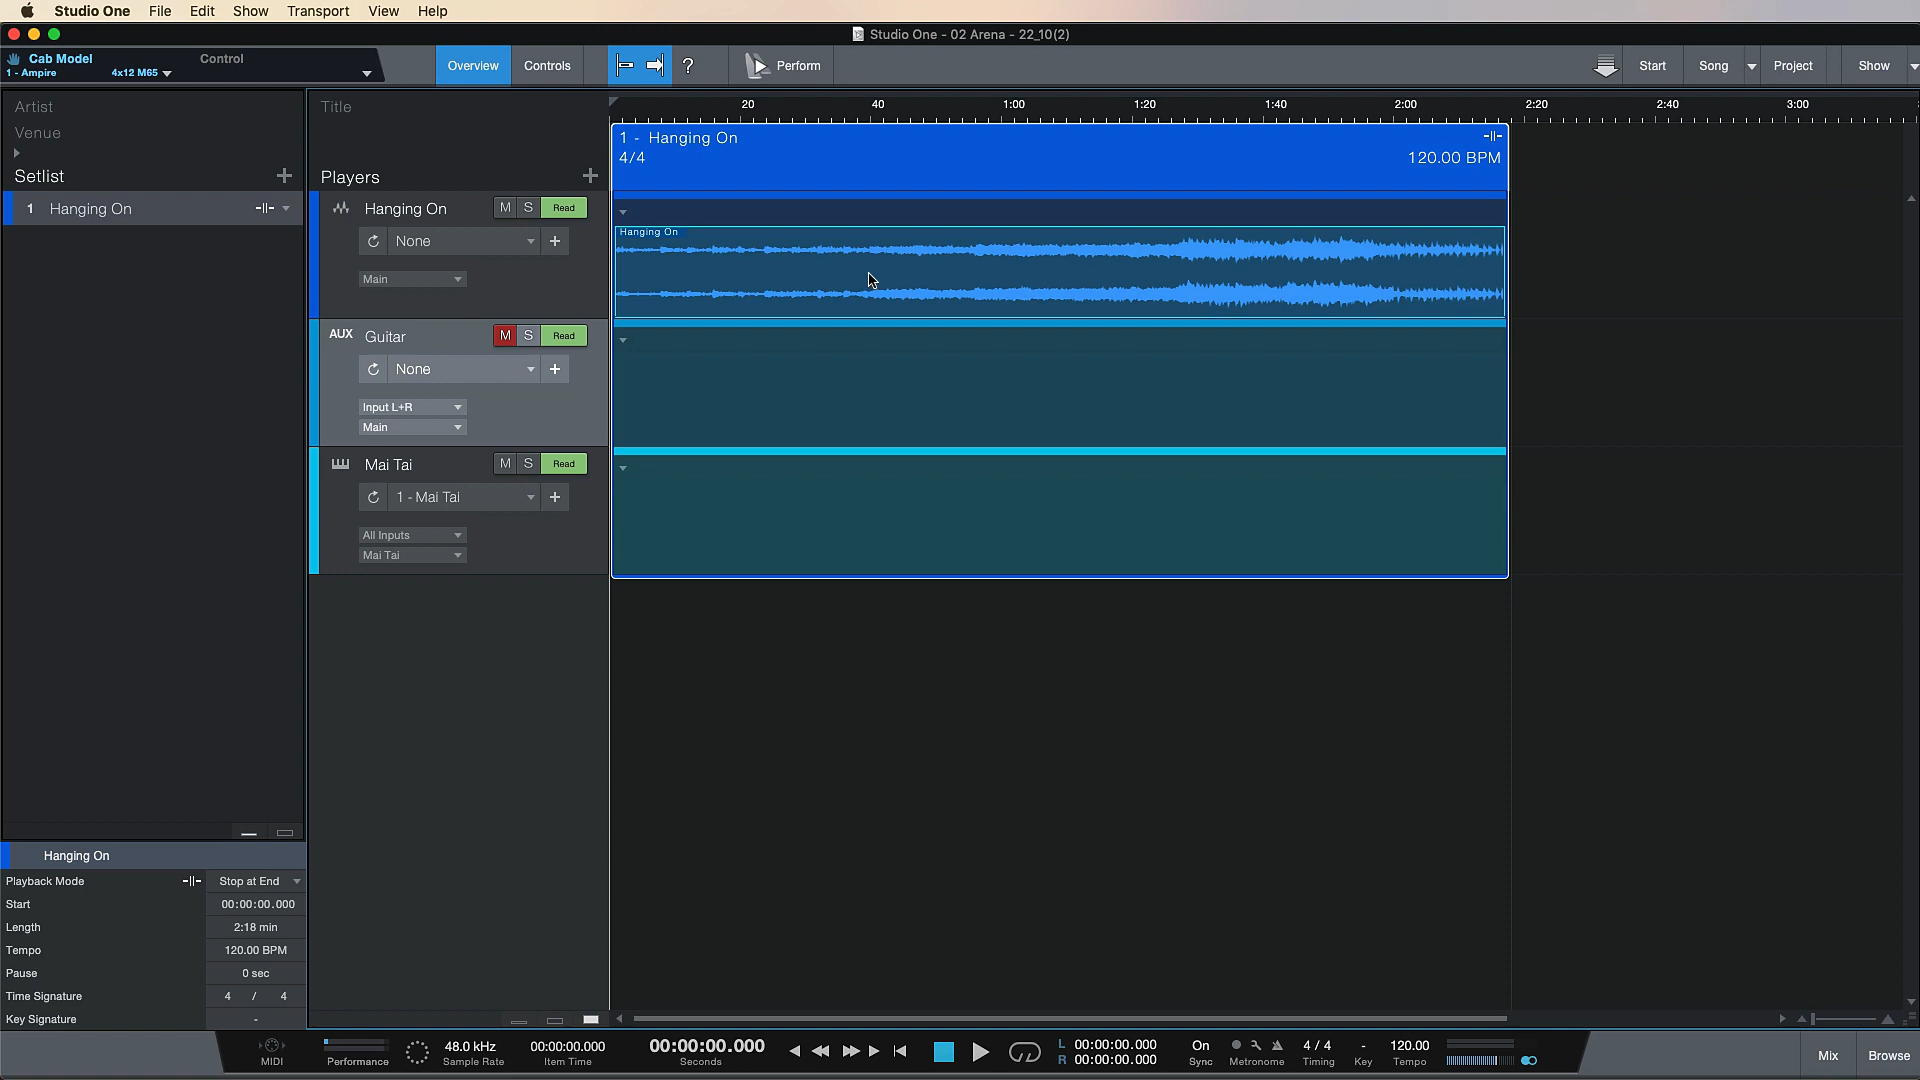 Studio One File Edit Show Transport View Help
Studio One - 02 Arena - 22_10(2)
Cab Model Control
1 - Ampire 4x12 M65
Overview Controls ? Perform Start Song Project Show
Artist
Venue
Setlist
1 Hanging On
Title
Players
20 40 1:00 1:20 1:40 2:00 2:20 2:40 3:00
1 - Hanging On
4/4 120.00 BPM
Hanging On M S Read
None
Main
Hanging On
AUX Guitar M S Read
None
Input L+R
Main
Mai Tai M S Read
1 - Mai Tai
All Inputs
Mai Tai
Hanging On
Playback Mode Stop at End
Start 00:00:00.000
Length 2:18 min
Tempo 120.00 BPM
Pause 0 sec
Time Signature 4 / 4
Key Signature -
MIDI
Performance
48.0 kHz
Sample Rate
00:00:00.000
Item Time
00:00:00.000
Seconds
L 00:00:00.000
R 00:00:00.000
On
Sync
Metronome
4 / 4
Timing
-
Key
120.00
Tempo
Mix Browse